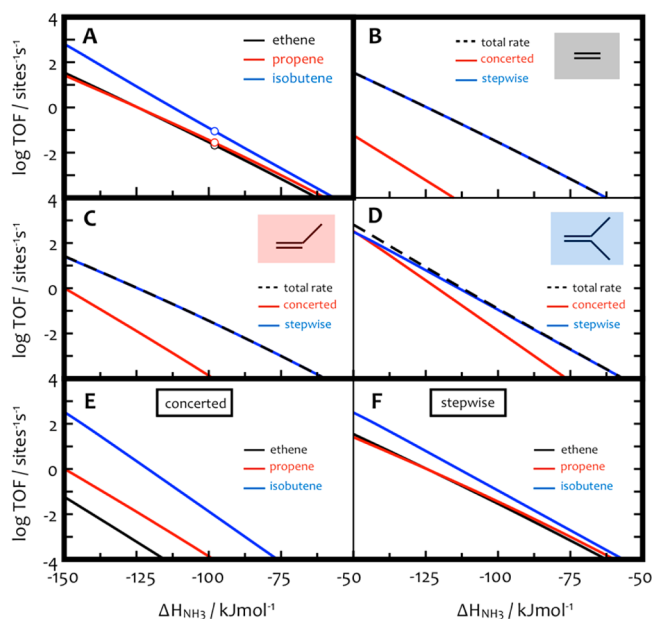 4
2
0
-2
log TOF / sites⁻¹s⁻¹
A
ethene
propene
isobutene
B
total rate
concerted
stepwise
4
2
0
-2
log TOF / sites⁻¹s⁻¹
C
total rate
concerted
stepwise
D
total rate
concerted
stepwise
4
2
0
-2
-4
log TOF / sites⁻¹s⁻¹
E
concerted
ethene
propene
isobutene
F
stepwise
ethene
propene
isobutene
-150 -125 -100 -75 -50 -125 -100 -75 -50
ΔH_NH3 / kJmol⁻¹ ΔH_NH3 / kJmol⁻¹